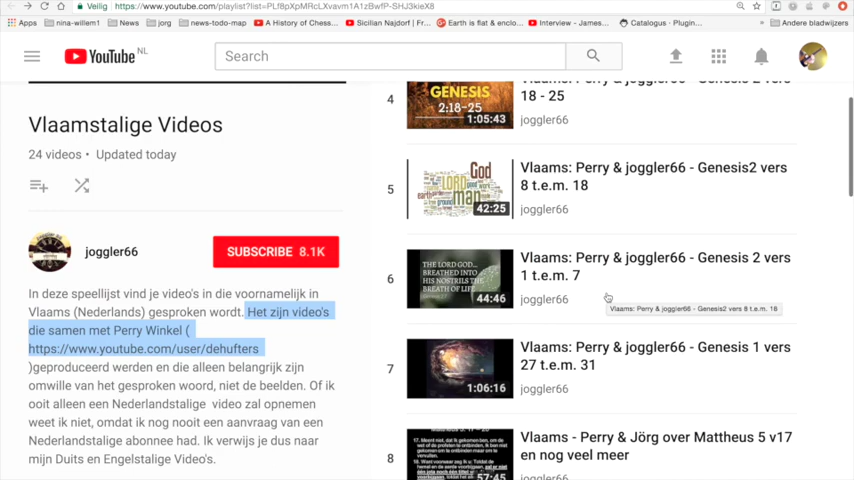 Veilig
https://www.youtube.com/playlist?list=PLf8pXpMRcLXvavm1A1zBwfP-SHJ3kieX8
Apps nina-willem1 News jorg news-todo-map A History of Chess... Sicilian Najdorf | Fr... Earth is flat & enclo... Interview - James... Catalogus · Plugin... Andere bladwijzers
YouTube NL
Search
Vlaamstalige Videos
24 videos • Updated today
joggler66
SUBSCRIBE 8.1K
In deze speellijst vind je video's in die voornamelijk in
Vlaams (Nederlands) gesproken wordt. Het zijn video's
die samen met Perry Winkel (
https://www.youtube.com/user/dehufters
)geproduceerd werden en die alleen belangrijk zijn
omwille van het gesproken woord, niet de beelden. Of ik
ooit alleen een Nederlandstalige video zal opnemen
weet ik niet, omdat ik nog nooit een aanvraag van een
Nederlandstalige abonnee had. Ik verwijs je dus naar
mijn Duits en Engelstalige Video's.
4
GENESIS
2:18-25
1:05:43
Vlaams: Perry & joggler66 - Genesis 2 vers
18 - 25
joggler66
5
God
LORD
man
42:25
Vlaams: Perry & joggler66 - Genesis2 vers
8 t.e.m. 18
joggler66
6
THE LORD GOD...
BREATHED INTO
HIS NOSTRILS THE
BREATH OF LIFE
44:46
Vlaams: Perry & joggler66 - Genesis 2 vers
1 t.e.m. 7
joggler66
Vlaams: Perry & joggler66 - Genesis2 vers 8 t.e.m. 18
7
1:06:16
Vlaams: Perry & joggler66 - Genesis 1 vers
27 t.e.m. 31
joggler66
8
57:45
Vlaams - Perry & Jörg over Mattheus 5 v17
en nog veel meer
joggler66